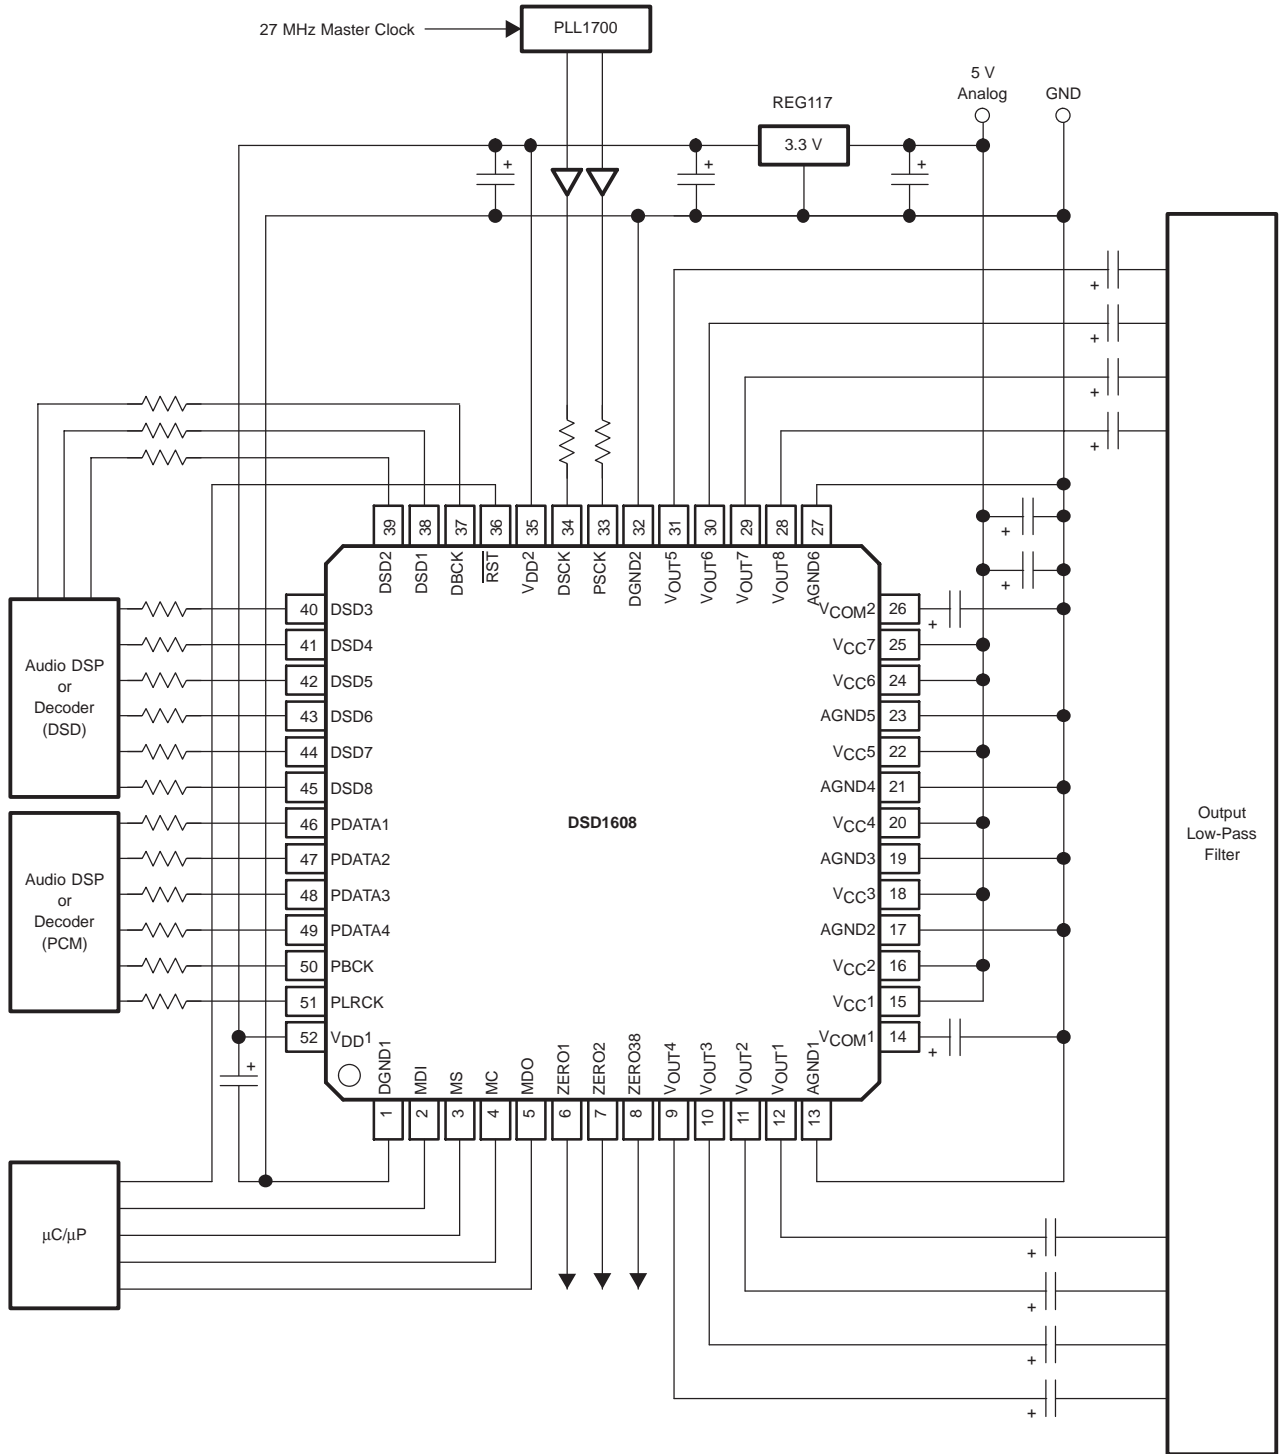 27 MHz Master Clock
PLL1700
5 V
Analog
GND
REG117
3.3 V
+
+
+
+
+
+
+
39
38
37
36
35
34
33
32
31
30
29
28
27
DSD2
DSD1
DBCK
RST
VDD2
DSCK
PSCK
DGND2
VOUT5
VOUT6
VOUT7
VOUT8
AGND6
+
+
40 DSD3
41 DSD4
42 DSD5
43 DSD6
44 DSD7
45 DSD8
46 PDATA1
47 PDATA2
48 PDATA3
49 PDATA4
50 PBCK
51 PLRCK
52 VDD1
Audio DSP
or
Decoder
(DSD)
Audio DSP
or
Decoder
(PCM)
DSD1608
VCOM2 26
+
VCC7 25
VCC6 24
AGND5 23
VCC5 22
AGND4 21
VCC4 20
AGND3 19
VCC3 18
AGND2 17
VCC2 16
VCC1 15
VCOM1 14
+
Output
Low-Pass
Filter
+
DGND1
MDI
MS
MC
MDO
ZERO1
ZERO2
ZERO38
VOUT4
VOUT3
VOUT2
VOUT1
AGND1
1
2
3
4
5
6
7
8
9
10
11
12
13
μC/μP
+
+
+
+